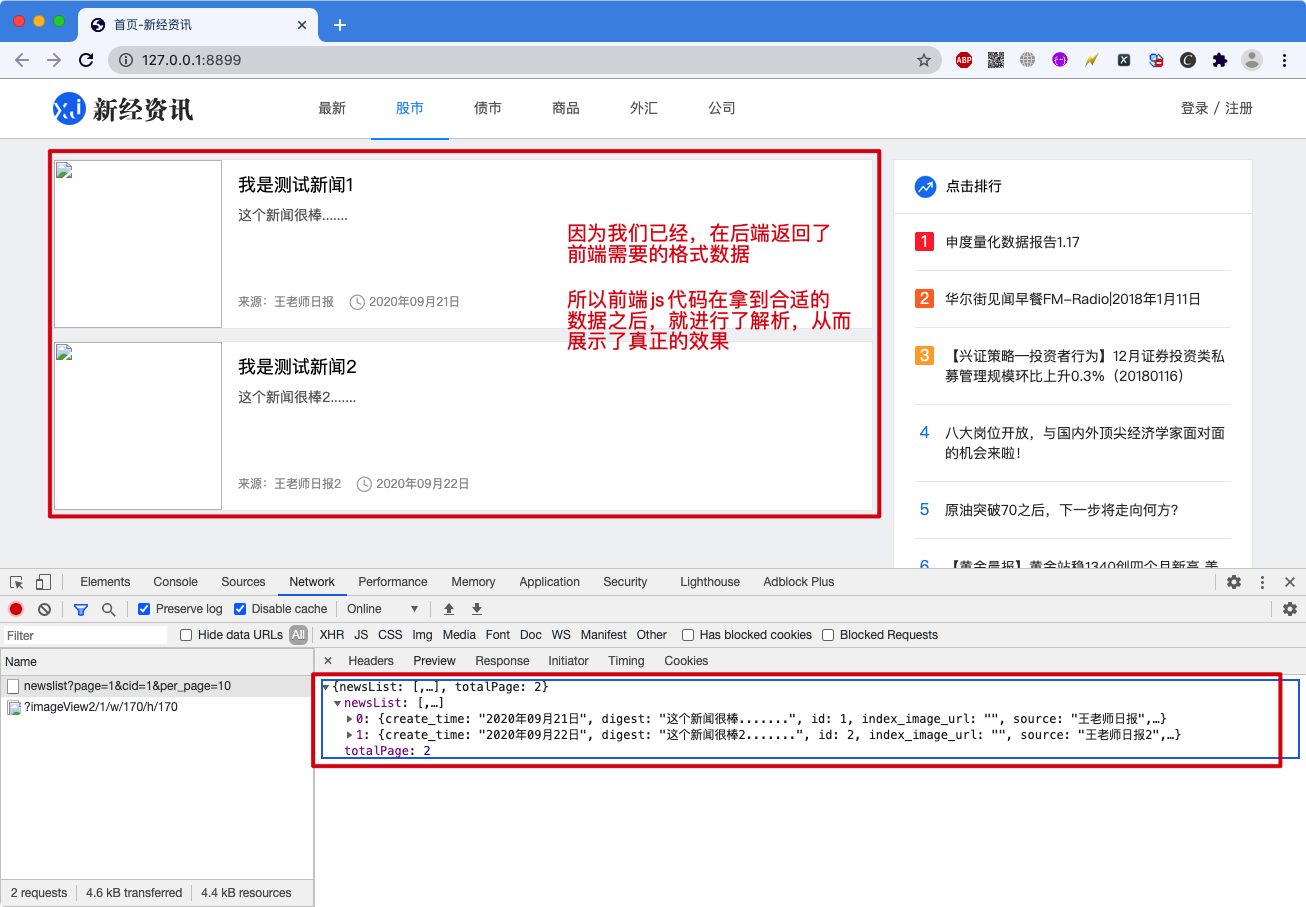 首页-新经资讯
127.0.0.1:8899
ABP
新经资讯
最新 股市 债市 商品 外汇 公司
登录 / 注册
我是测试新闻1
这个新闻很棒.......
来源：王老师日报 2020年09月21日
我是测试新闻2
这个新闻很棒2.......
来源：王老师日报2 2020年09月22日
因为我们已经，在后端返回了
前端需要的格式数据
所以前端js代码在拿到合适的
数据之后，就进行了解析，从而
展示了真正的效果
点击排行
1 申度量化数据报告1.17
2 华尔街见闻早餐FM-Radio|2018年1月11日
3 【兴证策略—投资者行为】12月证券投资类私
募管理规模环比上升0.3%（20180116）
4 八大岗位开放，与国内外顶尖经济学家面对面
的机会来啦！
5 原油突破70之后，下一步将走向何方？
6 【黄金晨报】黄金站稳1340创四个月新高 美
Elements Console Sources Network Performance Memory Application Security Lighthouse Adblock Plus
Preserve log Disable cache Online
Filter Hide data URLs All XHR JS CSS Img Media Font Doc WS Manifest Other Has blocked cookies Blocked Requests
Name
Headers Preview Response Initiator Timing Cookies
newslist?page=1&cid=1&per_page=10
?imageView2/1/w/170/h/170
{newsList: [,…], totalPage: 2}
newsList: [,…]
0: {create_time: "2020年09月21日", digest: "这个新闻很棒.......", id: 1, index_image_url: "", source: "王老师日报",…}
1: {create_time: "2020年09月22日", digest: "这个新闻很棒2.......", id: 2, index_image_url: "", source: "王老师日报2",…}
totalPage: 2
2 requests 4.6 kB transferred 4.4 kB resources